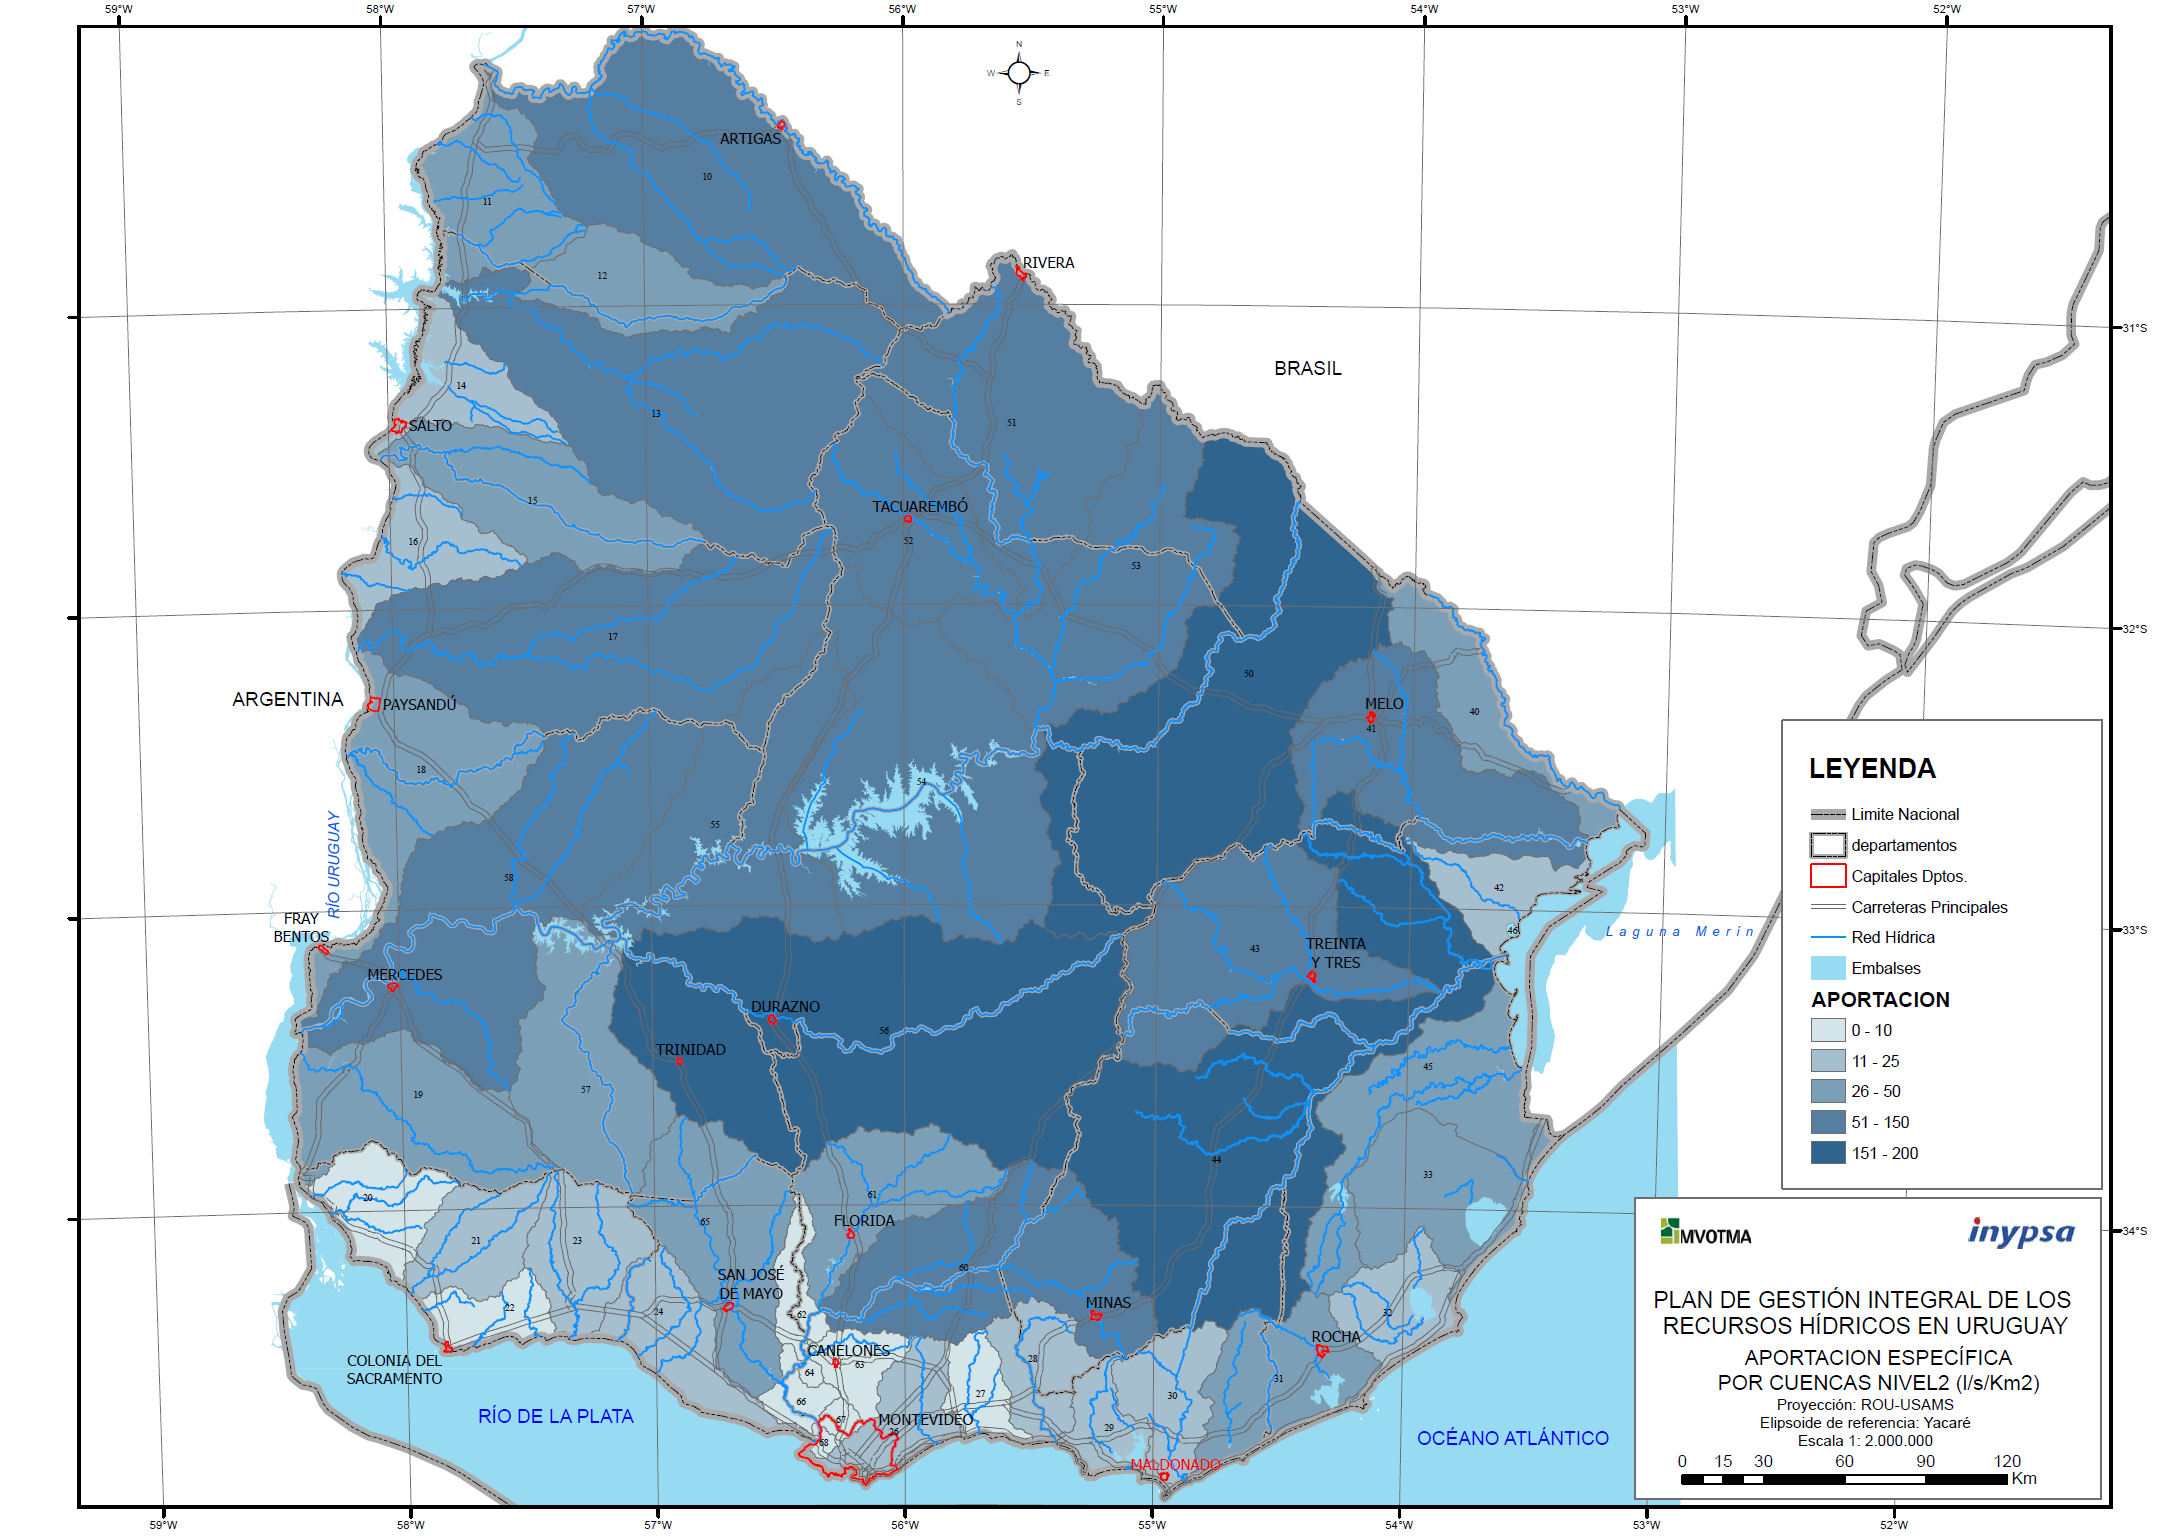 59°W 58°W 57°W 56°W 55°W 54°W 53°W 52°W
N
W E
S
ARTIGAS
10
11
RIVERA
12
31°S
BRASIL
14
13
51
SALTO
15
TACUAREMBÓ
52
16
53
32°S
17
50
ARGENTINA
PAYSANDÚ
MELO
40
41
18
54
55
RÍO URUGUAY
58
42
FRAY
BENTOS
46
Laguna Merín
33°S
43
TREINTA
Y TRES
MERCEDES
DURAZNO
56
TRINIDAD
45
57
19
44
33
20
61
65
FLORIDA
34°S
21
23
60
SAN JOSÉ
DE MAYO
22
24
62
MINAS
32
ROCHA
CANELONES
63
64
28
COLONIA DEL
SACRAMENTO
31
27
30
66
RÍO DE LA PLATA
67
MONTEVIDEO
29
26
68
OCÉANO ATLÁNTICO
MALDONADO
LEYENDA
Limite Nacional
departamentos
Capitales Dptos.
Carreteras Principales
Red Hídrica
Embalses
APORTACION
0 - 10
11 - 25
26 - 50
51 - 150
151 - 200
MVOTMA
inypsa
PLAN DE GESTIÓN INTEGRAL DE LOS
RECURSOS HÍDRICOS EN URUGUAY
APORTACION ESPECÍFICA
POR CUENCAS NIVEL2 (l/s/Km2)
Proyección: ROU-USAMS
Elipsoide de referencia: Yacaré
Escala 1: 2.000.000
0 15 30 60 90 120
Km
59°W 58°W 57°W 56°W 55°W 54°W 53°W 52°W